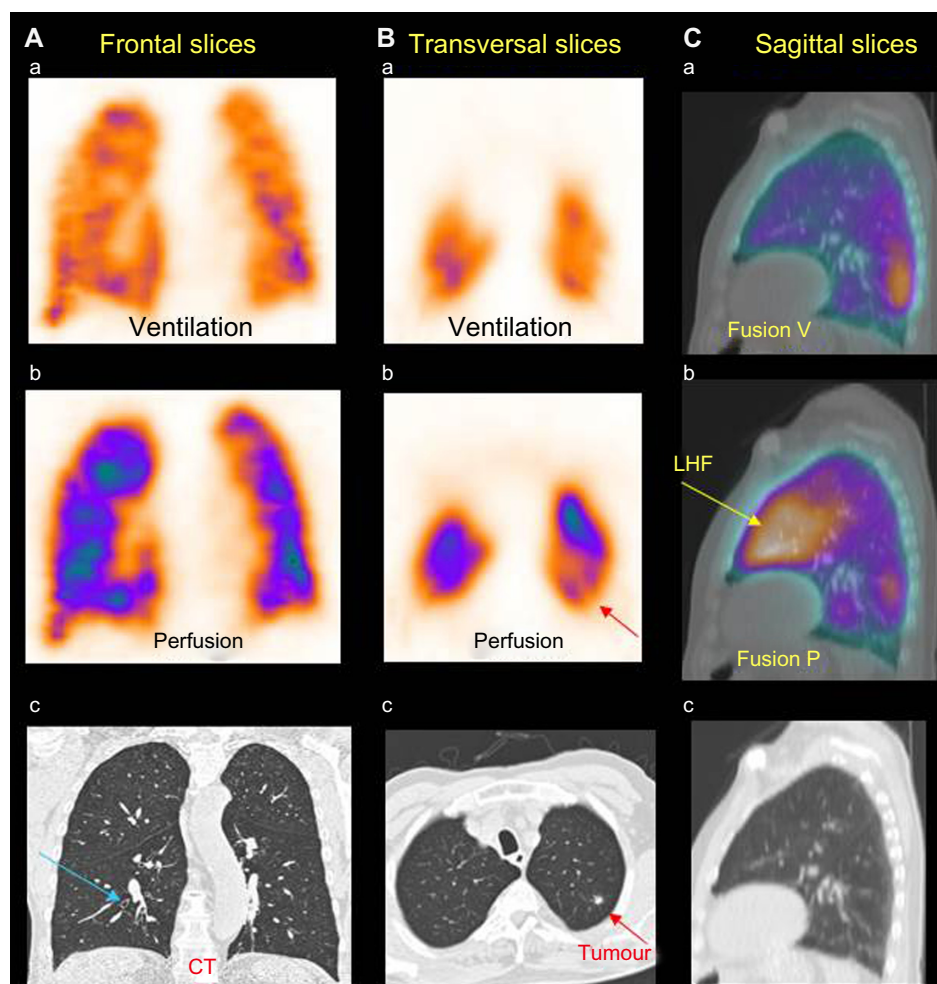 A
Frontal slices
B
Transversal slices
C
Sagittal slices
a
a
a
Ventilation
Ventilation
Fusion V
b
b
b
LHF
Perfusion
Perfusion
Fusion P
c
c
c
CT
Tumour